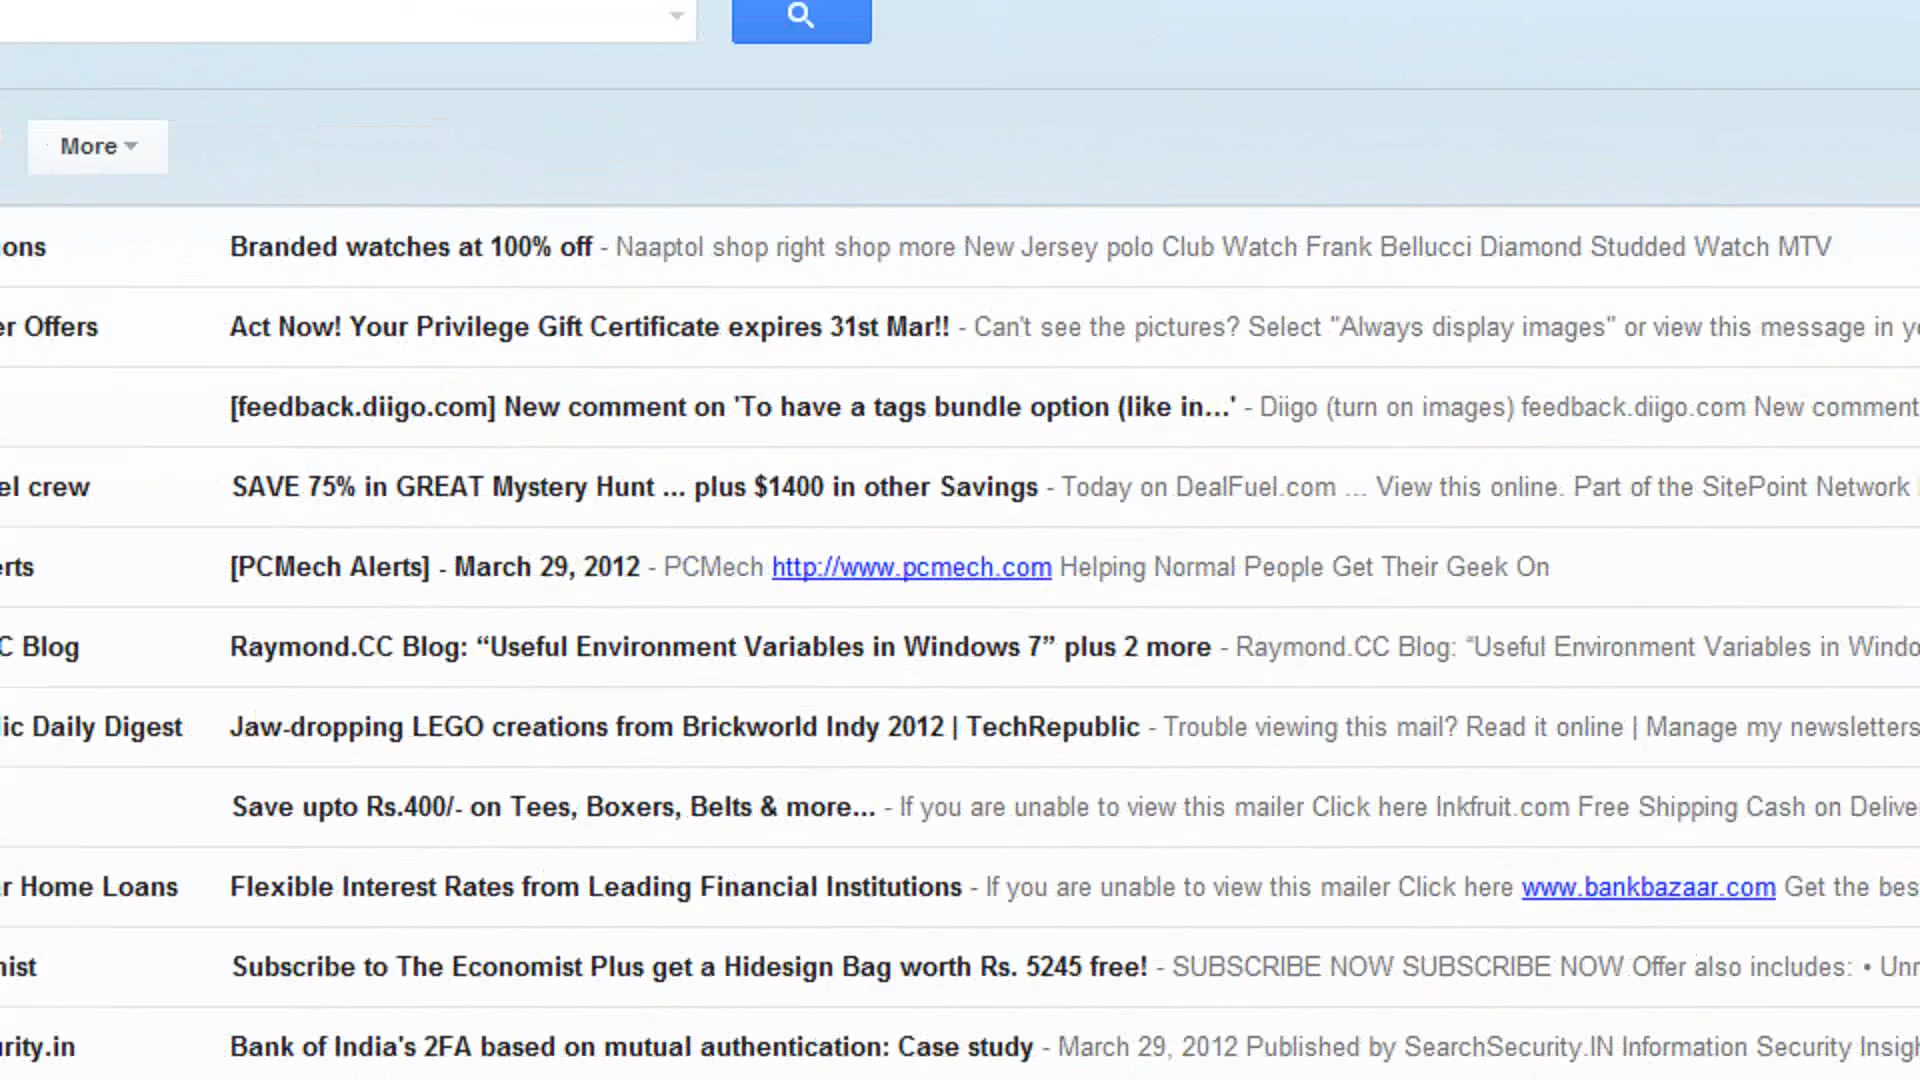 More
ons Branded watches at 100% off - Naaptol shop right shop more New Jersey polo Club Watch Frank Bellucci Diamond Studded Watch MTV
er Offers Act Now! Your Privilege Gift Certificate expires 31st Mar!! - Can't see the pictures? Select "Always display images" or view this message in yo
[feedback.diigo.com] New comment on 'To have a tags bundle option (like in...' - Diigo (turn on images) feedback.diigo.com New comment
el crew SAVE 75% in GREAT Mystery Hunt ... plus $1400 in other Savings - Today on DealFuel.com ... View this online. Part of the SitePoint Network
erts [PCMech Alerts] - March 29, 2012 - PCMech http://www.pcmech.com Helping Normal People Get Their Geek On
C Blog Raymond.CC Blog: “Useful Environment Variables in Windows 7” plus 2 more - Raymond.CC Blog: “Useful Environment Variables in Windo
lic Daily Digest Jaw-dropping LEGO creations from Brickworld Indy 2012 | TechRepublic - Trouble viewing this mail? Read it online | Manage my newsletters
Save upto Rs.400/- on Tees, Boxers, Belts & more... - If you are unable to view this mailer Click here Inkfruit.com Free Shipping Cash on Delive
r Home Loans Flexible Interest Rates from Leading Financial Institutions - If you are unable to view this mailer Click here www.bankbazaar.com Get the bes
nist Subscribe to The Economist Plus get a Hidesign Bag worth Rs. 5245 free! - SUBSCRIBE NOW SUBSCRIBE NOW Offer also includes: • Unr
rity.in Bank of India's 2FA based on mutual authentication: Case study - March 29, 2012 Published by SearchSecurity.IN Information Security Insigh